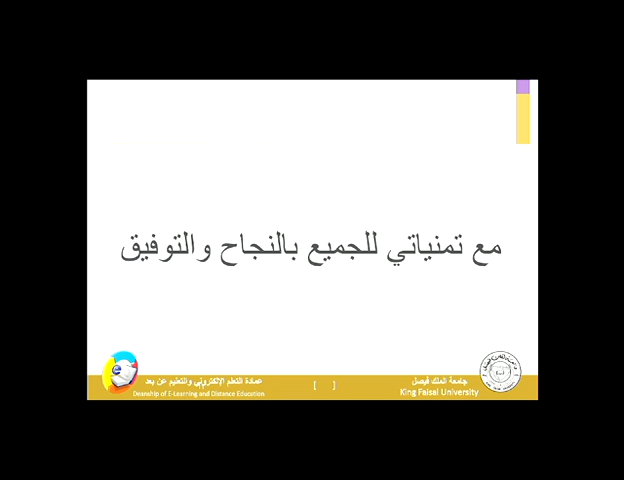 مع تمنياتي للجميع بالنجاح والتوفيق
جامعة الملك فيصل
King Faisal University
[ ]
عمادة التعلم الإلكتروني والتعليم عن بعد
Deanship of E-Learning and Distance Education